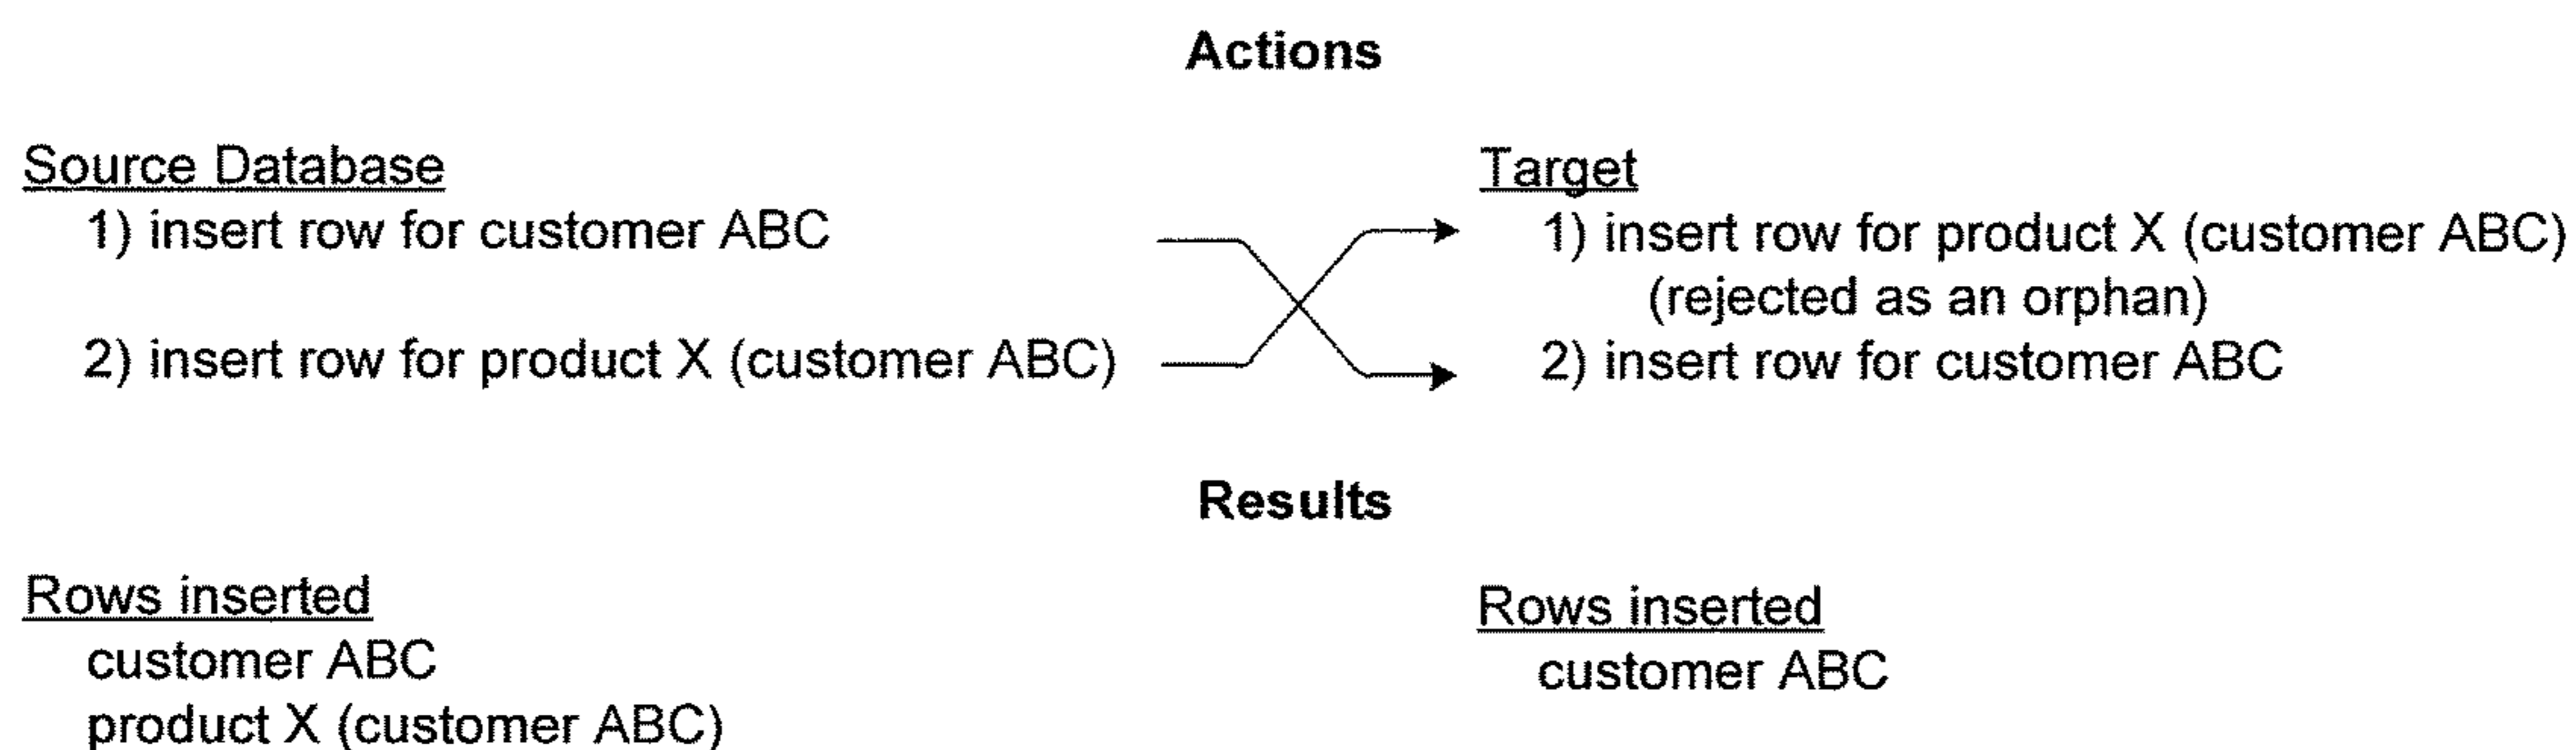 Actions
Source Database
1) insert row for customer ABC
2) insert row for product X (customer ABC)
Target
1) insert row for product X (customer ABC)
(rejected as an orphan)
2) insert row for customer ABC
Results
Rows inserted
customer ABC
product X (customer ABC)
Rows inserted
customer ABC